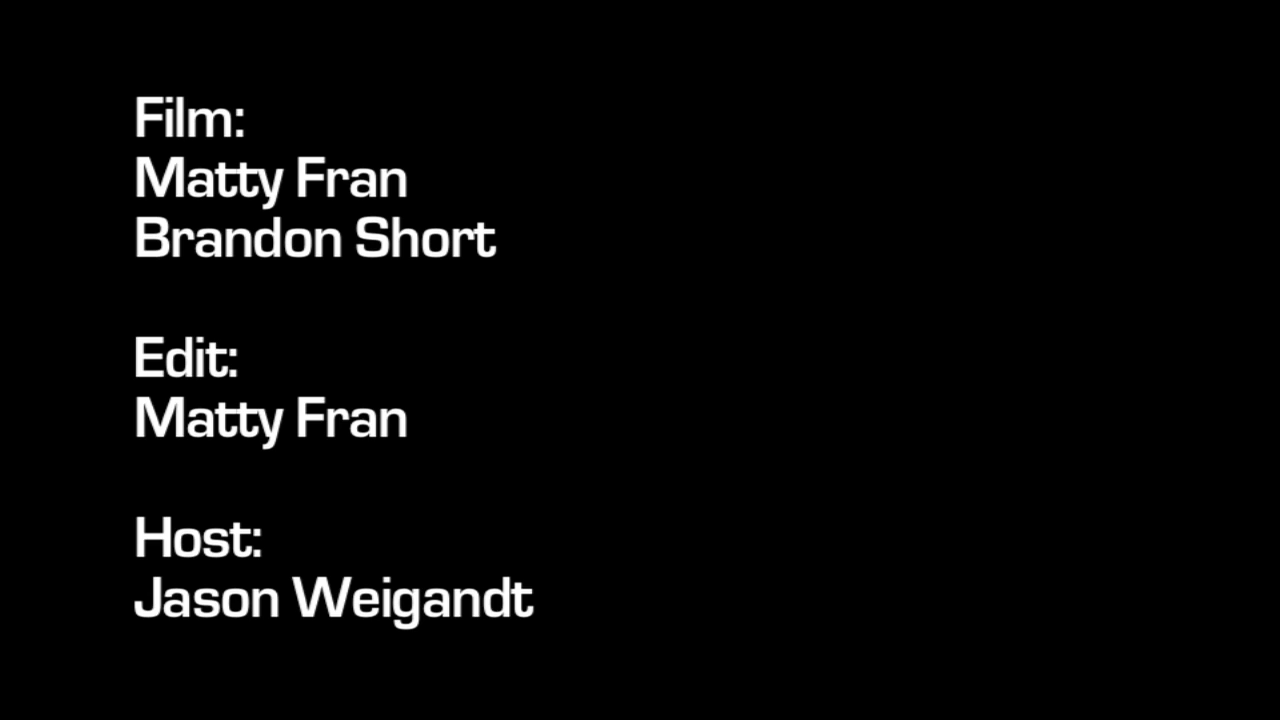 Film:
Matty Fran
Brandon Short
Edit:
Matty Fran
Host:
Jason Weigandt